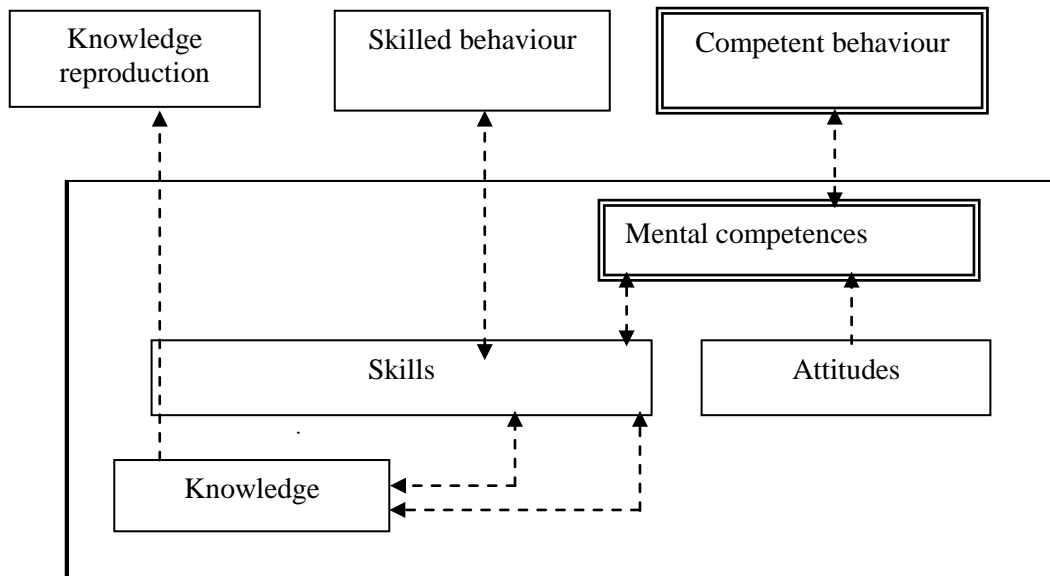 Knowledge
reproduction
Skilled behaviour
Competent behaviour
Mental competences
Skills
Attitudes
Knowledge